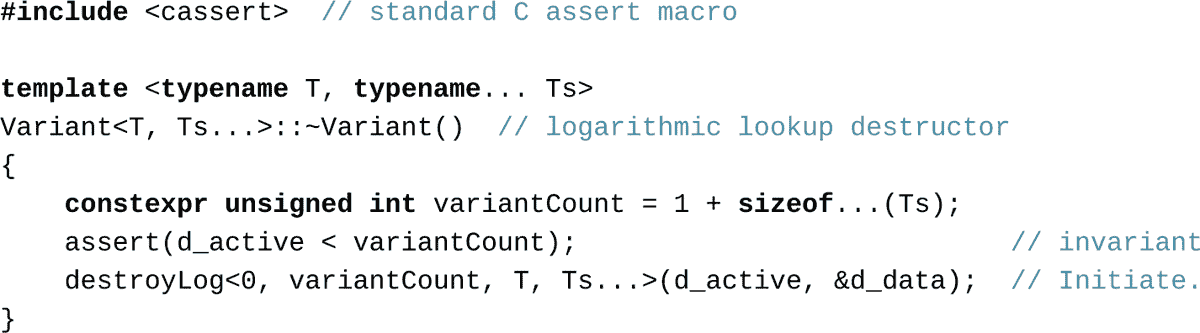 #include <cassert>  // standard C assert macro

template <typename T, typename... Ts>
Variant<T, Ts...>::~Variant()  // logarithmic lookup destructor
{
    constexpr unsigned int variantCount = 1 + sizeof...(Ts);
    assert(d_active < variantCount);                           // invariant
    destroyLog<0, variantCount, T, Ts...>(d_active, &d_data);  // Initiate.
}